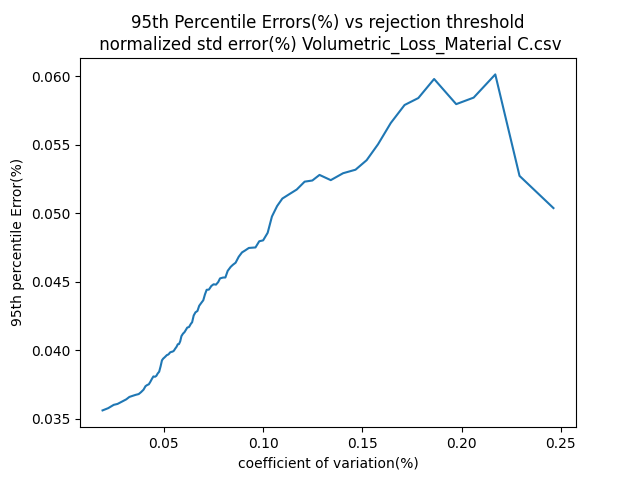 95th Percentile Errors(%) vs rejection threshold
normalized std error(%) Volumetric_Loss_Material C.csv
0.060
0.055
0.050
0.045
0.040
0.035
95th percentile Error(%)
0.05 0.10 0.15 0.20 0.25
coefficient of variation(%)